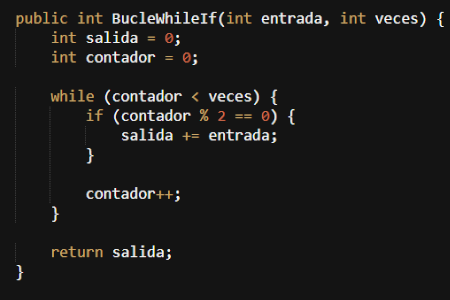 public int BucleWhileIf(int entrada, int veces) {
    int salida = 0;
    int contador = 0;

    while (contador < veces) {
        if (contador % 2 == 0) {
            salida += entrada;
        }

        contador++;
    }

    return salida;
}